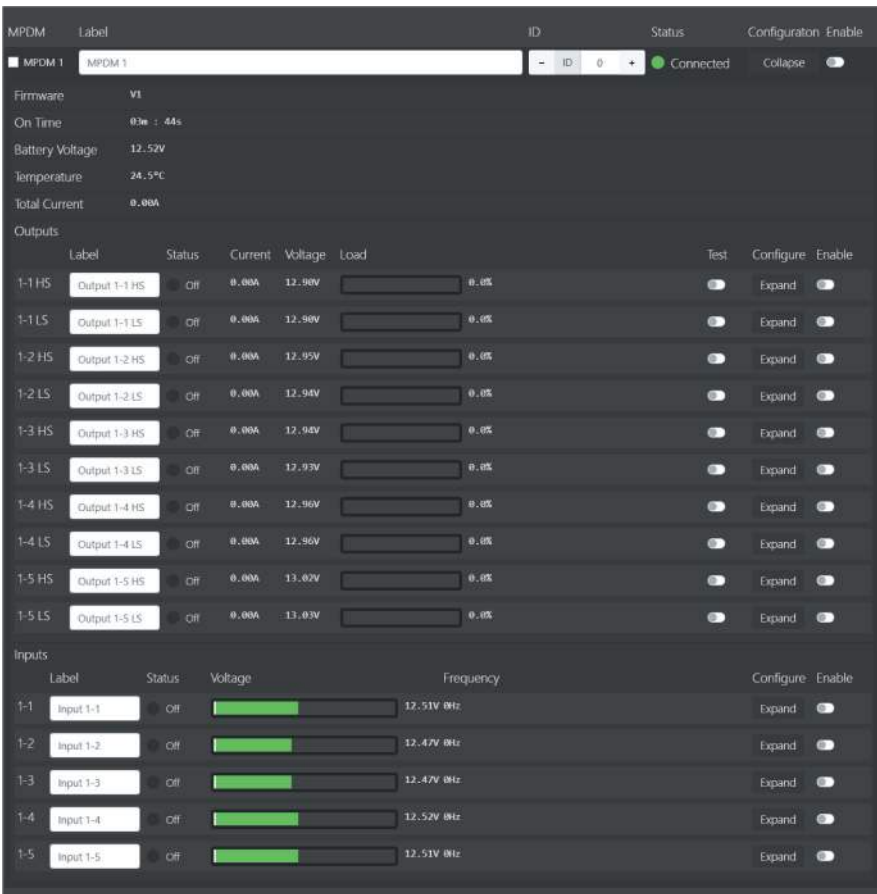 MPDM Label ID Status Configuraton Enable
MPDM 1 MPDM 1 - ID 0 + Connected Collapse
Firmware V1
On Time 03m : 44s
Battery Voltage 12.52V
Temperature 24.5°C
Total Current 0.00A
Outputs
Label Status Current Voltage Load Test Configure Enable
1-1 HS Output 1-1 HS Off 0.00A 12.90V 0.0% Expand
1-1 LS Output 1-1 LS Off 0.00A 12.90V 0.0% Expand
1-2 HS Output 1-2 HS Off 0.00A 12.95V 0.0% Expand
1-2 LS Output 1-2 LS Off 0.00A 12.94V 0.0% Expand
1-3 HS Output 1-3 HS Off 0.00A 12.94V 0.0% Expand
1-3 LS Output 1-3 LS Off 0.00A 12.93V 0.0% Expand
1-4 HS Output 1-4 HS Off 0.00A 12.96V 0.0% Expand
1-4 LS Output 1-4 LS Off 0.00A 12.96V 0.0% Expand
1-5 HS Output 1-5 HS Off 0.00A 13.02V 0.0% Expand
1-5 LS Output 1-5 LS Off 0.00A 13.03V 0.0% Expand
Inputs
Label Status Voltage Frequency Configure Enable
1-1 Input 1-1 Off 12.51V 0Hz Expand
1-2 Input 1-2 Off 12.47V 0Hz Expand
1-3 Input 1-3 Off 12.47V 0Hz Expand
1-4 Input 1-4 Off 12.52V 0Hz Expand
1-5 Input 1-5 Off 12.51V 0Hz Expand